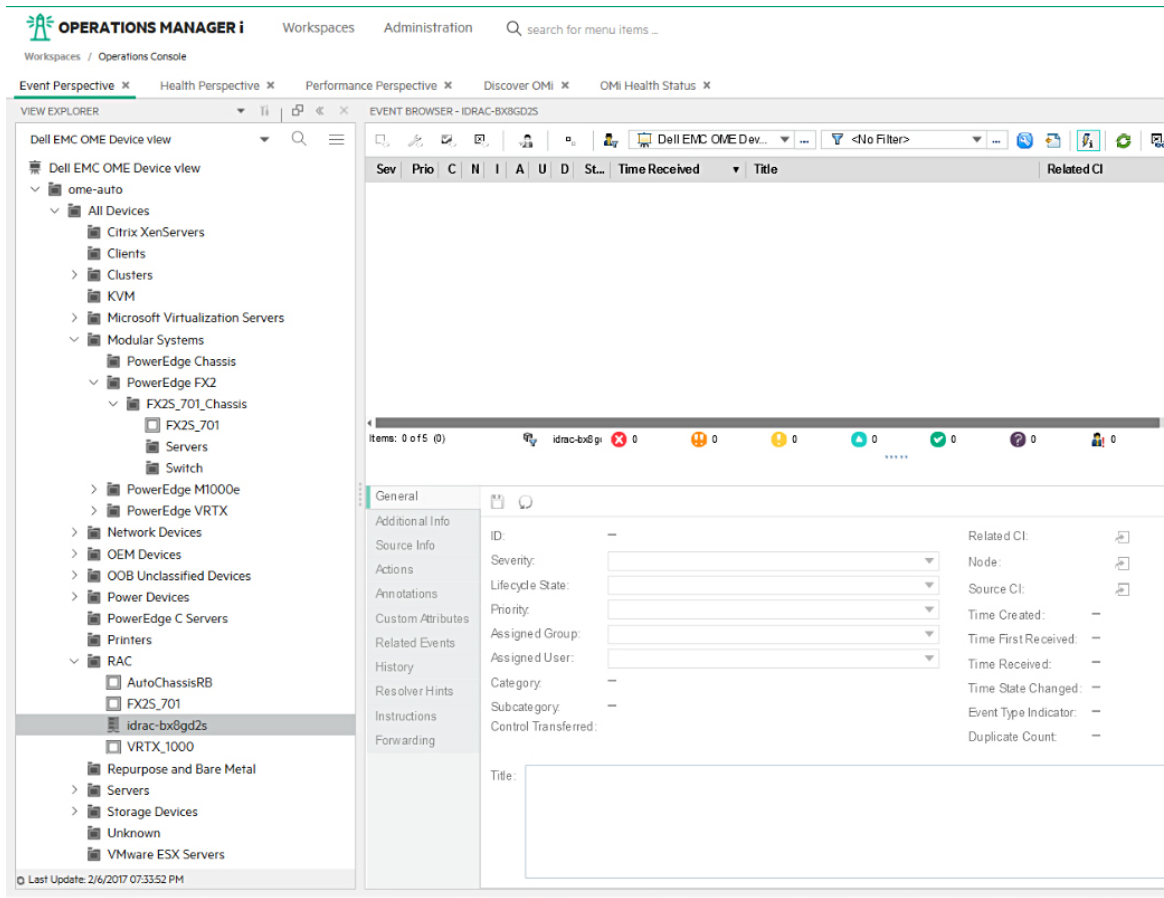 OPERATIONS MANAGER i Workspaces Administration search for menu items ...
Workspaces / Operations Console
Event Perspective × Health Perspective × Performance Perspective × Discover OMi × OMi Health Status ×
VIEW EXPLORER
Dell EMC OME Device view
Dell EMC OME Device view
ome-auto
All Devices
Citrix XenServers
Clients
Clusters
KVM
Microsoft Virtualization Servers
Modular Systems
PowerEdge Chassis
PowerEdge FX2
FX2S_701_Chassis
FX2S_701
Servers
Switch
PowerEdge M1000e
PowerEdge VRTX
Network Devices
OEM Devices
OOB Unclassified Devices
Power Devices
PowerEdge C Servers
Printers
RAC
AutoChassisRB
FX2S_701
idrac-bx8gd2s
VRTX_1000
Repurpose and Bare Metal
Servers
Storage Devices
Unknown
VMware ESX Servers
Last Update: 2/6/2017 07:33:52 PM
EVENT BROWSER - IDRAC-BX8GD2S
Dell EMC OME Dev... ... <No Filter> ...
Sev Prio C N I A U D St... Time Received Title Related CI
Items: 0 of 5 (0) idrac-bx8g 0 0 0 0 0 0 0
General
Additional Info
Source Info
Actions
Annotations
Custom Attributes
Related Events
History
Resolver Hints
Instructions
Forwarding
ID: –
Severity:
Lifecycle State:
Priority:
Assigned Group:
Assigned User:
Category: –
Subcategory: –
Control Transferred:
Related CI:
Node:
Source CI:
Time Created: –
Time First Received: –
Time Received: –
Time State Changed: –
Event Type Indicator: –
Duplicate Count: –
Title: